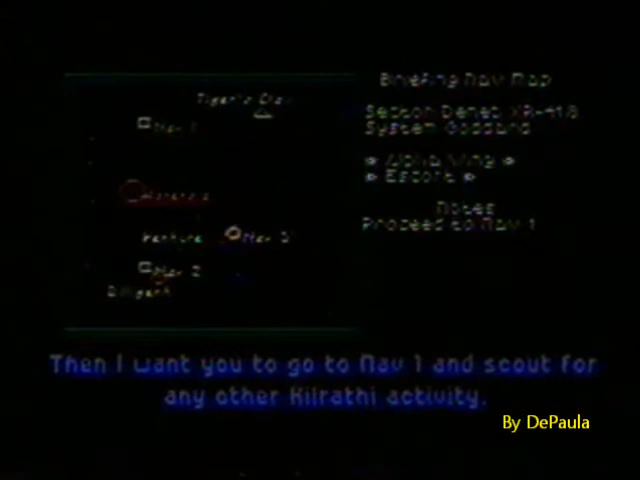 Briefing Nav Map
Tiger's Claw
Sector Deneb
Nav 1
System Goddard
Alpha Wing
Escort
Asteroids
Notes
Proceed to Nav 1
Venture
Nav 3
Nav 2
Diligent
Then I want you to go to Nav 1 and scout for
any other Kilrathi activity.
By DePaula